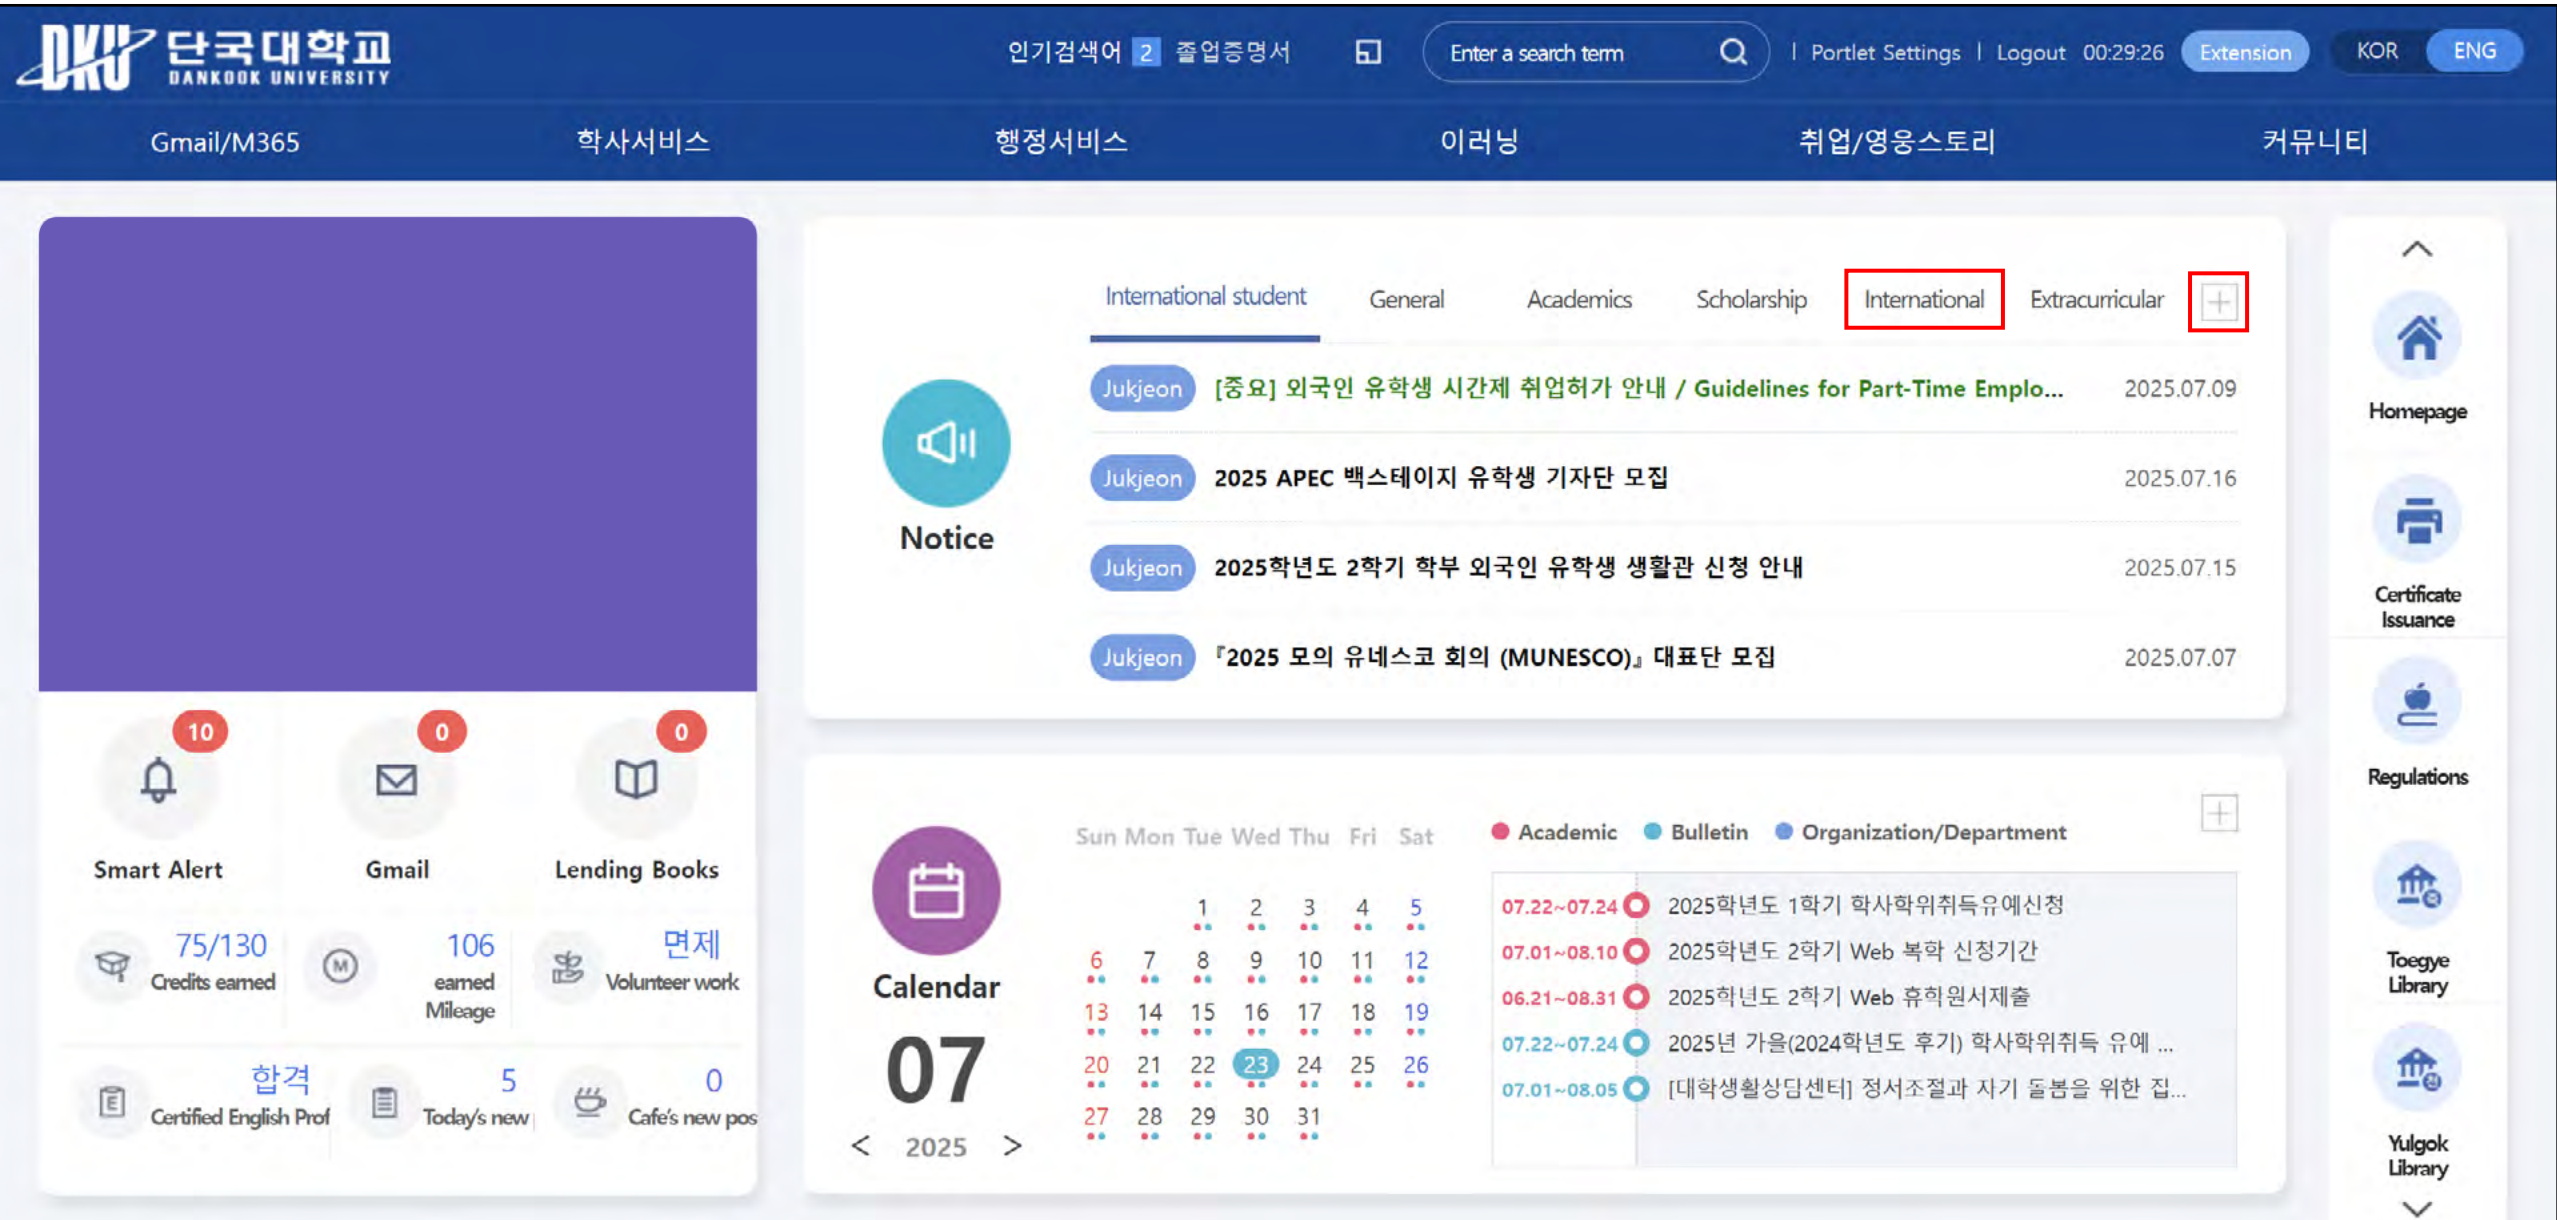 DKU 단국대학교
DANKOOK UNIVERSITY
인기검색어 2 졸업증명서
Enter a search term
| Portlet Settings | Logout 00:29:26 Extension
KOR ENG
Gmail/M365 학사서비스 행정서비스 이러닝 취업/영웅스토리 커뮤니티
International student General Academics Scholarship International Extracurricular
Notice
Jukjeon [중요] 외국인 유학생 시간제 취업허가 안내 / Guidelines for Part-Time Emplo... 2025.07.09
Jukjeon 2025 APEC 백스테이지 유학생 기자단 모집 2025.07.16
Jukjeon 2025학년도 2학기 학부 외국인 유학생 생활관 신청 안내 2025.07.15
Jukjeon 『2025 모의 유네스코 회의 (MUNESCO)』 대표단 모집 2025.07.07
10 0 0
Smart Alert Gmail Lending Books
75/130 106 면제
Credits earned M earned Mileage Volunteer work
합격 5 0
E Certified English Prof Today's new Cafe's new pos
Calendar
07
< 2025 >
Sun Mon Tue Wed Thu Fri Sat
1 2 3 4 5
6 7 8 9 10 11 12
13 14 15 16 17 18 19
20 21 22 23 24 25 26
27 28 29 30 31
Academic Bulletin Organization/Department
07.22~07.24 2025학년도 1학기 학사학위취득유예신청
07.01~08.10 2025학년도 2학기 Web 복학 신청기간
06.21~08.31 2025학년도 2학기 Web 휴학원서제출
07.22~07.24 2025년 가을(2024학년도 후기) 학사학위취득 유예 ...
07.01~08.05 [대학생활상담센터] 정서조절과 자기 돌봄을 위한 집...
Homepage
Certificate
Issuance
Regulations
Toegye
Library
Yulgok
Library